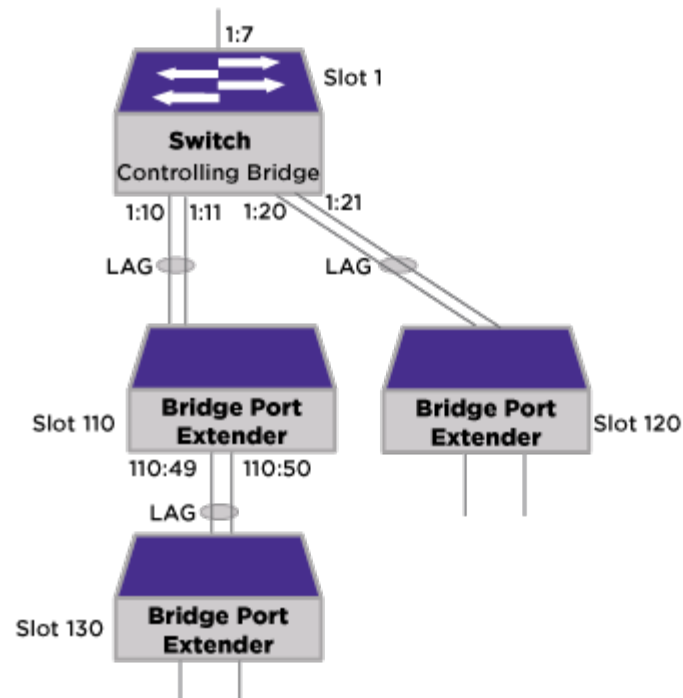 1:7
Slot 1
Switch
Controlling Bridge
1:10 1:11 1:20 1:21
LAG LAG
Slot 110
Bridge Port
Extender
Bridge Port
Extender
Slot 120
110:49 110:50
LAG
Slot 130
Bridge Port
Extender